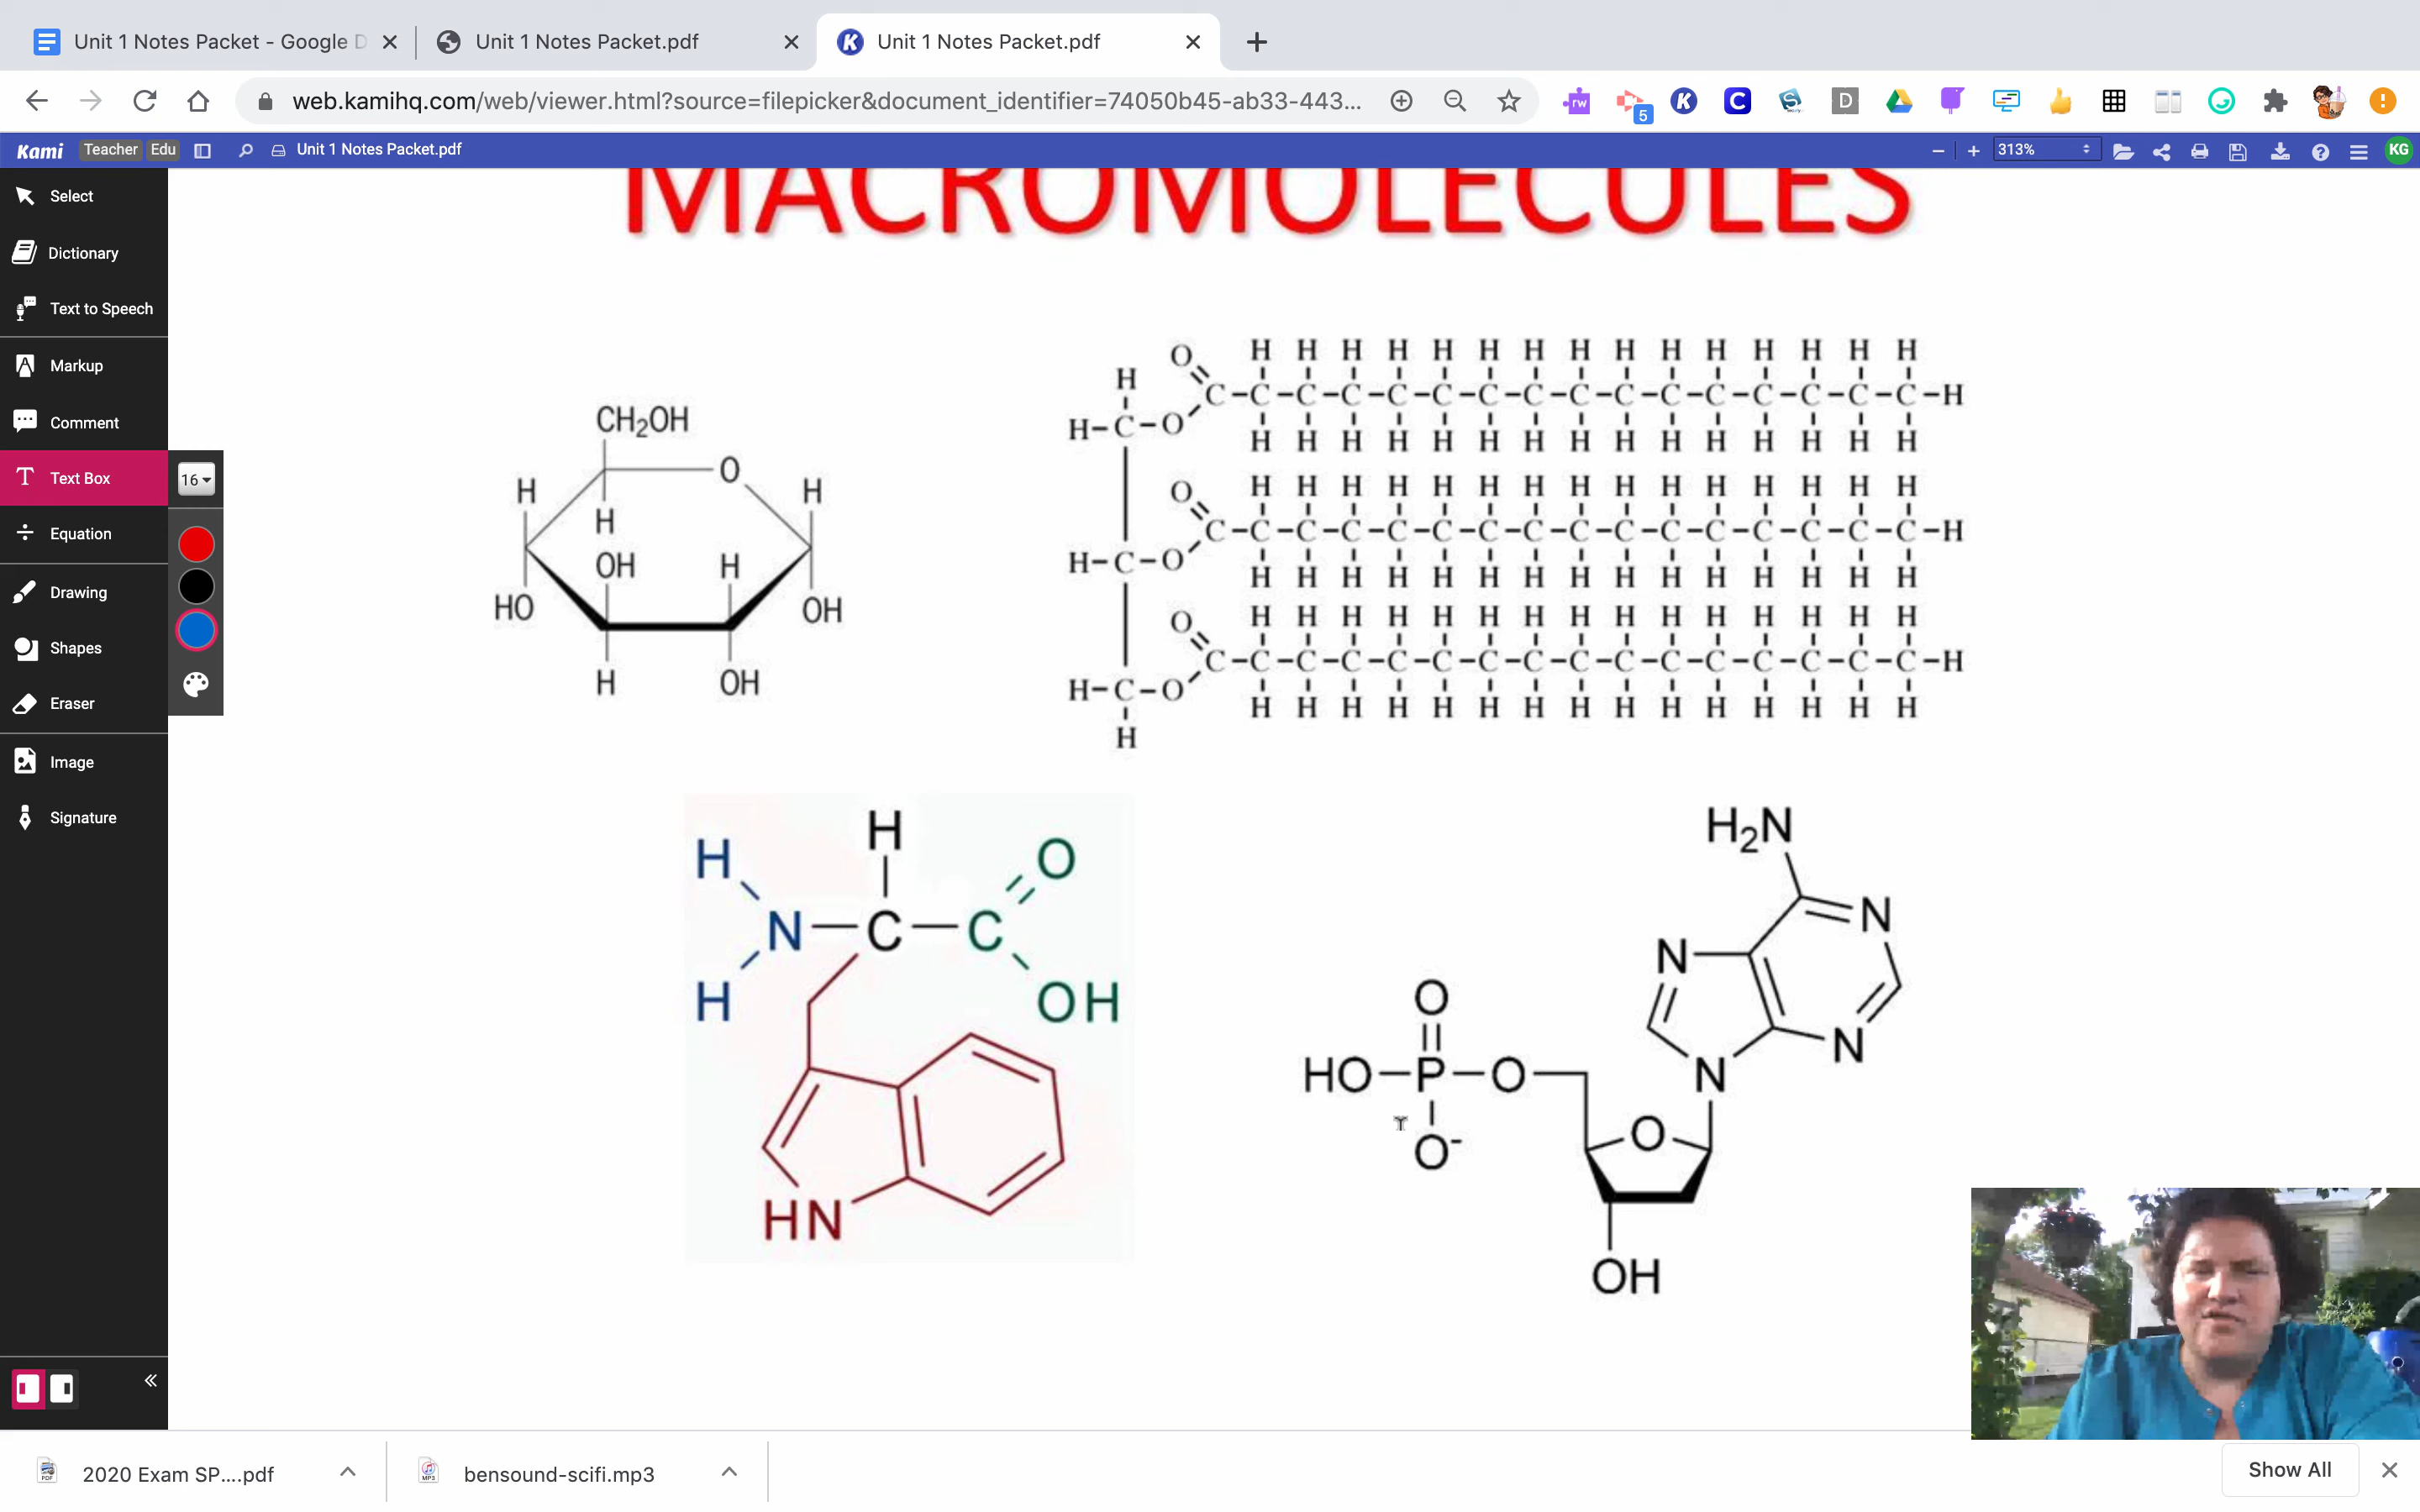 Unit 1 Notes Packet - Google D
Unit 1 Notes Packet.pdf
Unit 1 Notes Packet.pdf
web.kamihq.com/web/viewer.html?source=filepicker&document_identifier=74050b45-ab33-443...
rw
5
K
C
S
D
Kami Teacher Edu
Unit 1 Notes Packet.pdf
313%
KG
Select
Dictionary
Text to Speech
Markup
Comment
Text Box
16
Equation
Drawing
Shapes
Eraser
Image
Signature
MACROMOLECULES
CH₂OH
O
H H
H
OH H
HO OH
H OH
O H H H H H H H H H H H H H H H
H
C-C-C-C-C-C-C-C-C-C-C-C-C-C-C-C-H
H-C-O
H H H H H H H H H H H H H H H
O H H H H H H H H H H H H H H H
C-C-C-C-C-C-C-C-C-C-C-C-C-C-C-C-H
H-C-O
H H H H H H H H H H H H H H H
O H H H H H H H H H H H H H H H
C-C-C-C-C-C-C-C-C-C-C-C-C-C-C-C-H
H-C-O
H H H H H H H H H H H H H H H
H
H
H O
N-C-C
H OH
HN
H₂N
N
N
N
N
O
HO-P-O
O⁻
O
OH
2020 Exam SP....pdf
bensound-scifi.mp3
Show All